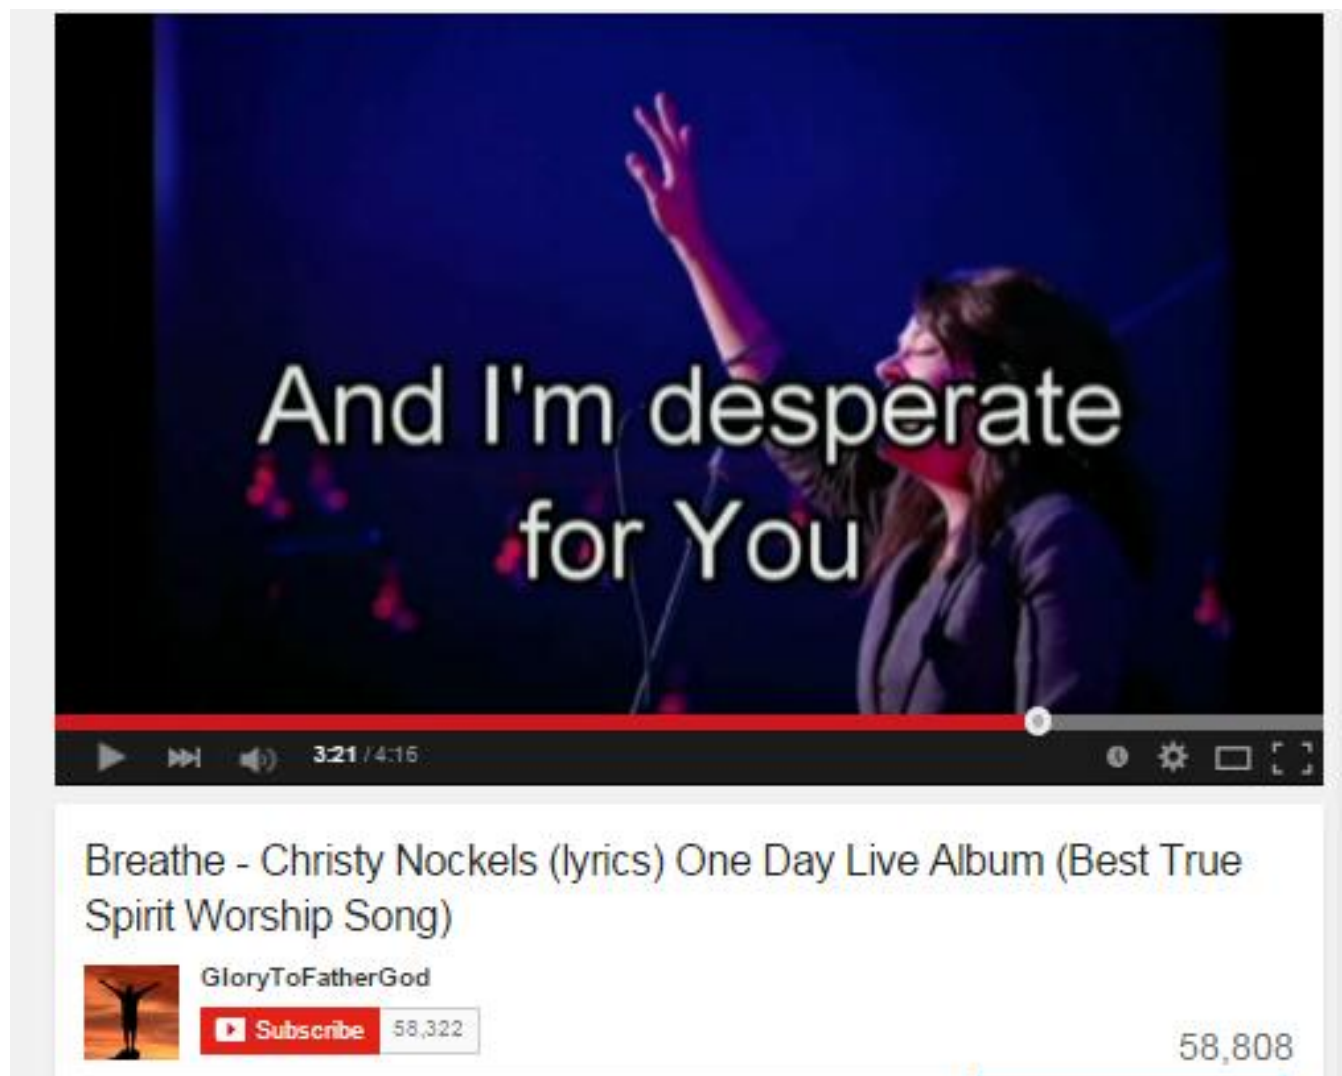 And I'm desperate
for You
3:21 / 4:15
Breathe - Christy Nockels (lyrics) One Day Live Album (Best True
Spirit Worship Song)
GloryToFatherGod
Subscribe 58,322
58,808